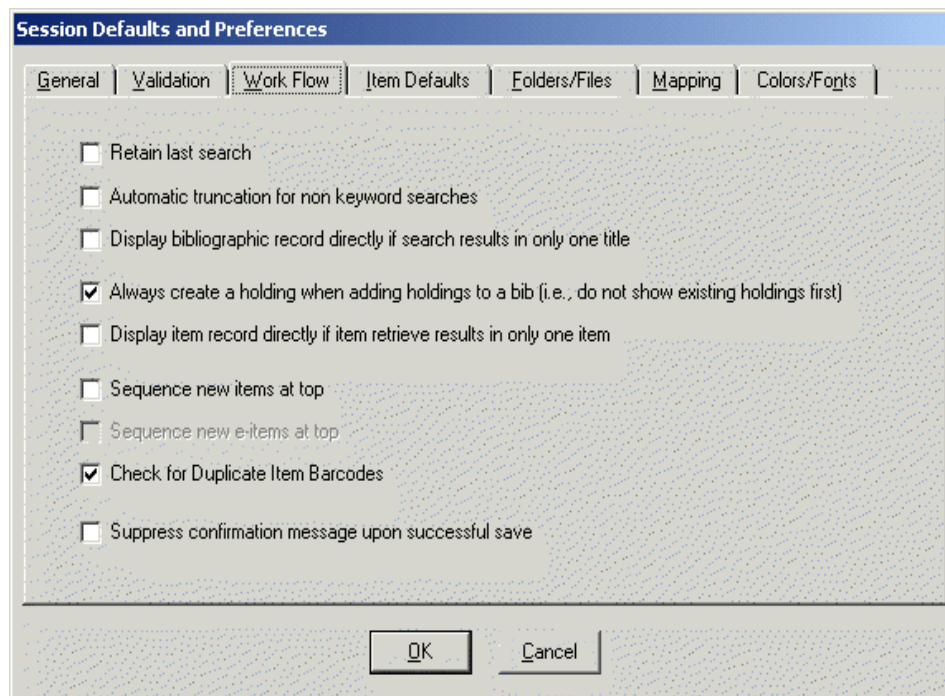 Session Defaults and Preferences
General Validation Work Flow Item Defaults Folders/Files Mapping Colors/Fonts
Retain last search
Automatic truncation for non keyword searches
Display bibliographic record directly if search results in only one title
Always create a holding when adding holdings to a bib (i.e., do not show existing holdings first)
Display item record directly if item retrieve results in only one item
Sequence new items at top
Sequence new e-items at top
Check for Duplicate Item Barcodes
Suppress confirmation message upon successful save
OK Cancel